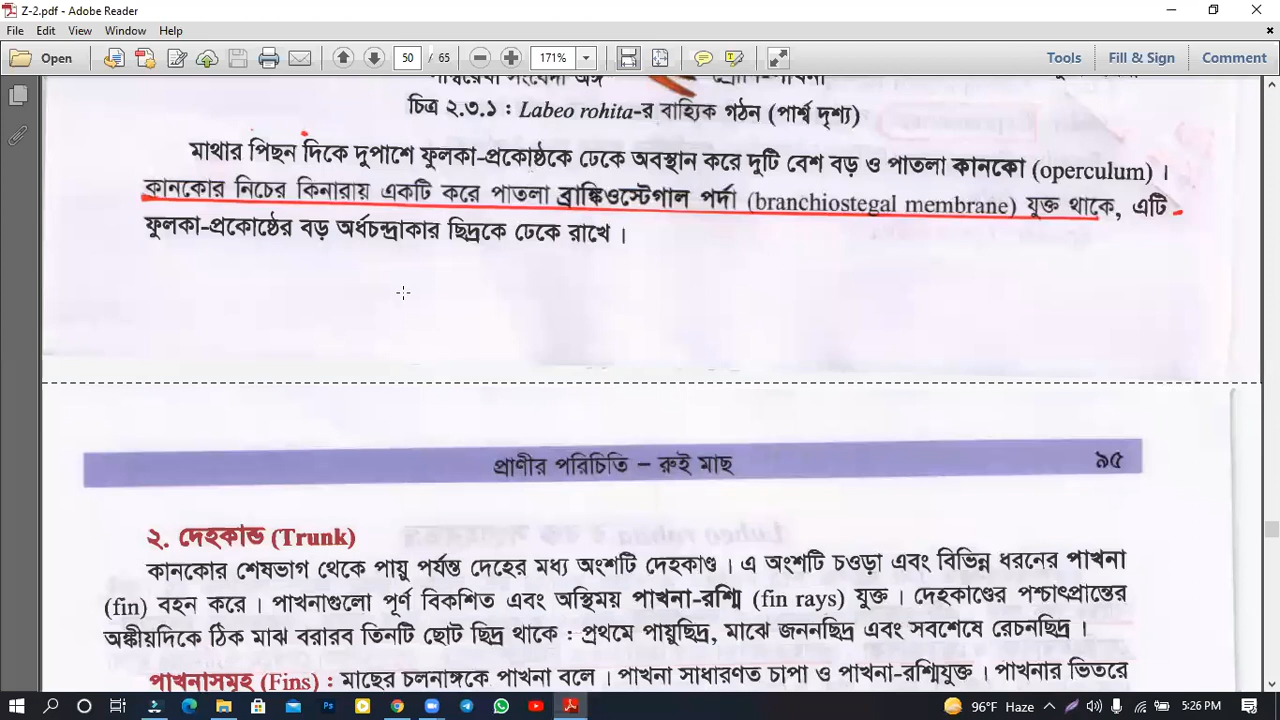 Z-2.pdf - Adobe Reader
File Edit View Window Help
Open 50 / 65 171% Tools Fill & Sign Comment
চিত্র ২.৩.১ : Labeo rohita-র বাহ্যিক গঠন (পার্শ্ব দৃশ্য)
মাথার পিছন দিকে দুপাশে ফুলকা-প্রকোষ্ঠকে ঢেকে অবস্থান করে দুটি বেশ বড় ও পাতলা কানকো (operculum) ।
কানকোর নিচের কিনারায় একটি করে পাতলা ব্রাঙ্কিওস্টেগাল পর্দা (branchiostegal membrane) যুক্ত থাকে, এটি
ফুলকা-প্রকোষ্ঠের বড় অর্ধচন্দ্রাকার ছিদ্রকে ঢেকে রাখে ।
প্রাণীর পরিচিতি – রুই মাছ ৯৫
২. দেহকান্ড (Trunk)
কানকোর শেষভাগ থেকে পায়ু পর্যন্ত দেহের মধ্য অংশটি দেহকাণ্ড । এ অংশটি চওড়া এবং বিভিন্ন ধরনের পাখনা
(fin) বহন করে । পাখনাগুলো পূর্ণ বিকশিত এবং অস্থিময় পাখনা-রশ্মি (fin rays) যুক্ত । দেহকাণ্ডের পশ্চাৎপ্রান্তের
অঙ্কীয়দিকে ঠিক মাঝ বরারব তিনটি ছোট ছিদ্র থাকে : প্রথমে পায়ুছিদ্র, মাঝে জননছিদ্র এবং সবশেষে রেচনছিদ্র ।
পাখনাসমূহ (Fins) : মাছের চলনাঙ্গকে পাখনা বলে । পাখনা সাধারণত চাপা ও পাখনা-রশ্মিযুক্ত । পাখনার ভিতরে
96°F Haze 5:26 PM